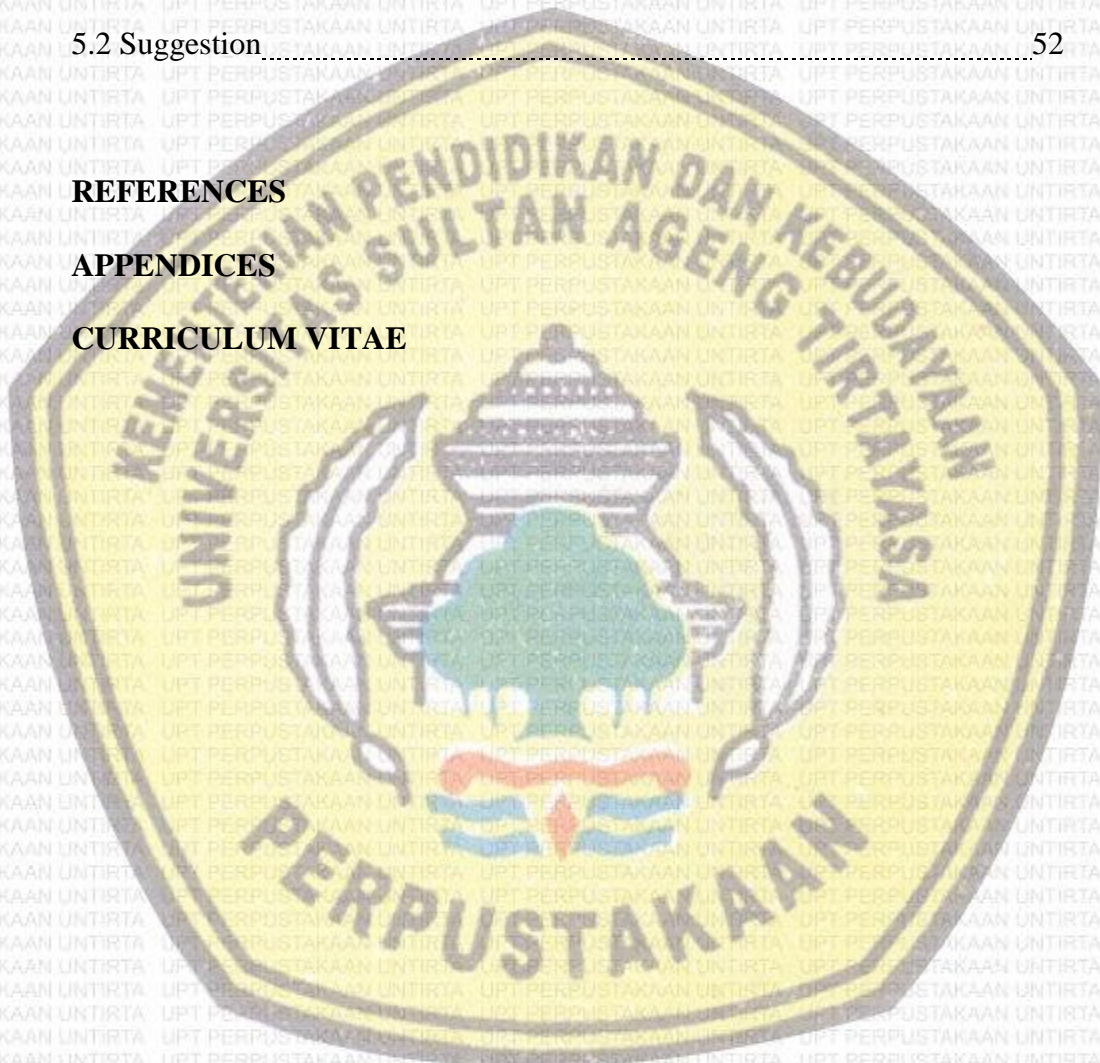 5.2 Suggestion 52
REFERENCES
APPENDICES
CURRICULUM VITAE
KEMENTERIAN PENDIDIKAN DAN KEBUDAYAAN
UNIVERSITAS SULTAN AGENG TIRTAYASA
PERPUSTAKAAN
UPT PERPUSTAKAAN UNTIRTA